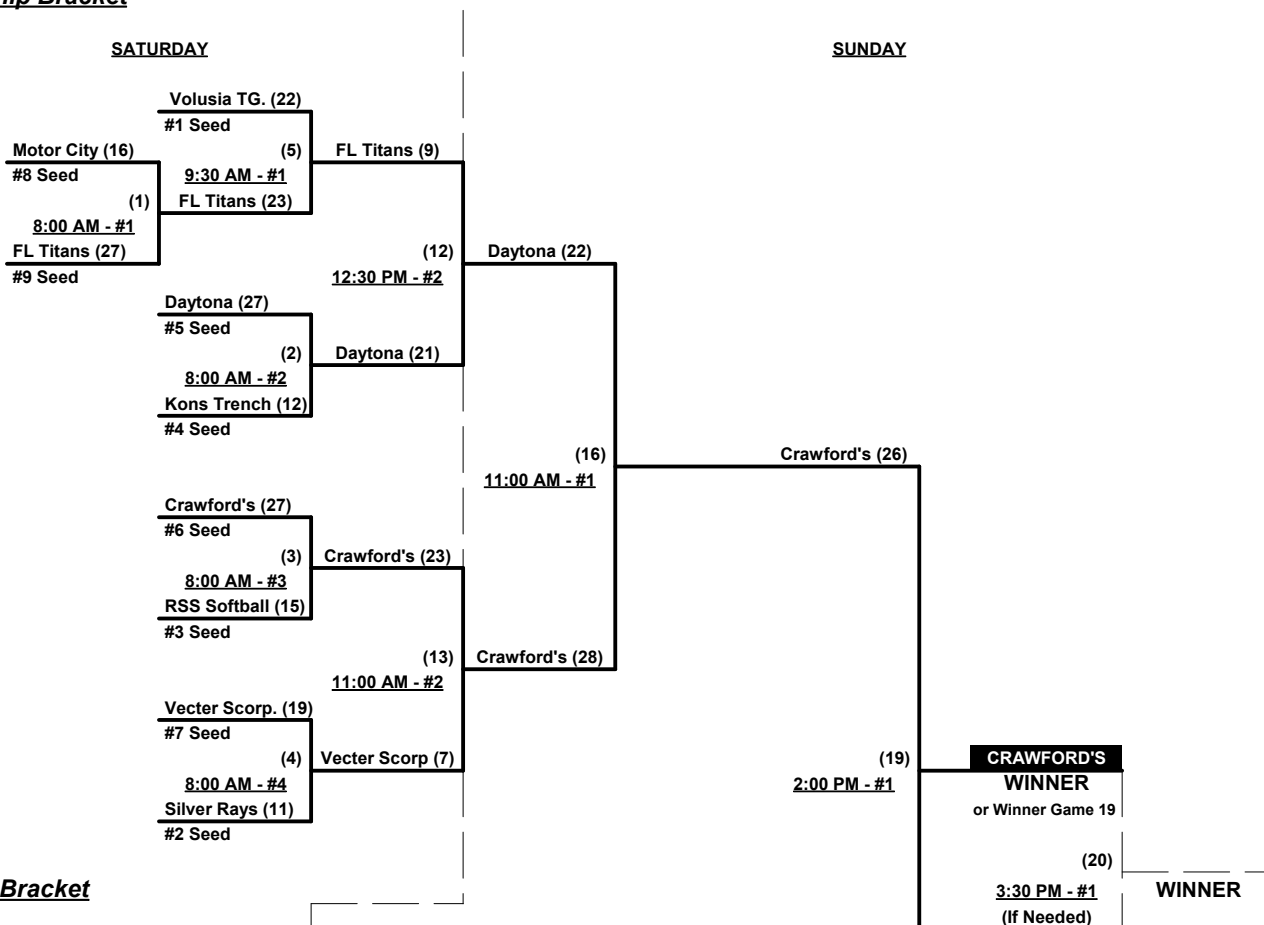 Bracket
SATURDAY
SUNDAY
Volusia TG. (22)
#1 Seed
Motor City (16)
(5)
FL Titans (9)
#8 Seed
9:30 AM - #1
(1)
FL Titans (23)
8:00 AM - #1
FL Titans (27)
(12)
Daytona (22)
#9 Seed
12:30 PM - #2
Daytona (27)
#5 Seed
(2)
Daytona (21)
8:00 AM - #2
Kons Trench (12)
#4 Seed
(16)
Crawford's (26)
11:00 AM - #1
Crawford's (27)
#6 Seed
(3)
Crawford's (23)
8:00 AM - #3
RSS Softball (15)
#3 Seed
(13)
Crawford's (28)
11:00 AM - #2
Vecter Scorp. (19)
#7 Seed
(4)
Vecter Scorp (7)
(19)
CRAWFORD'S
8:00 AM - #4
2:00 PM - #1
WINNER
Silver Rays (11)
or Winner Game 19
#2 Seed
(20)
Bracket
3:30 PM - #1
WINNER
(If Needed)